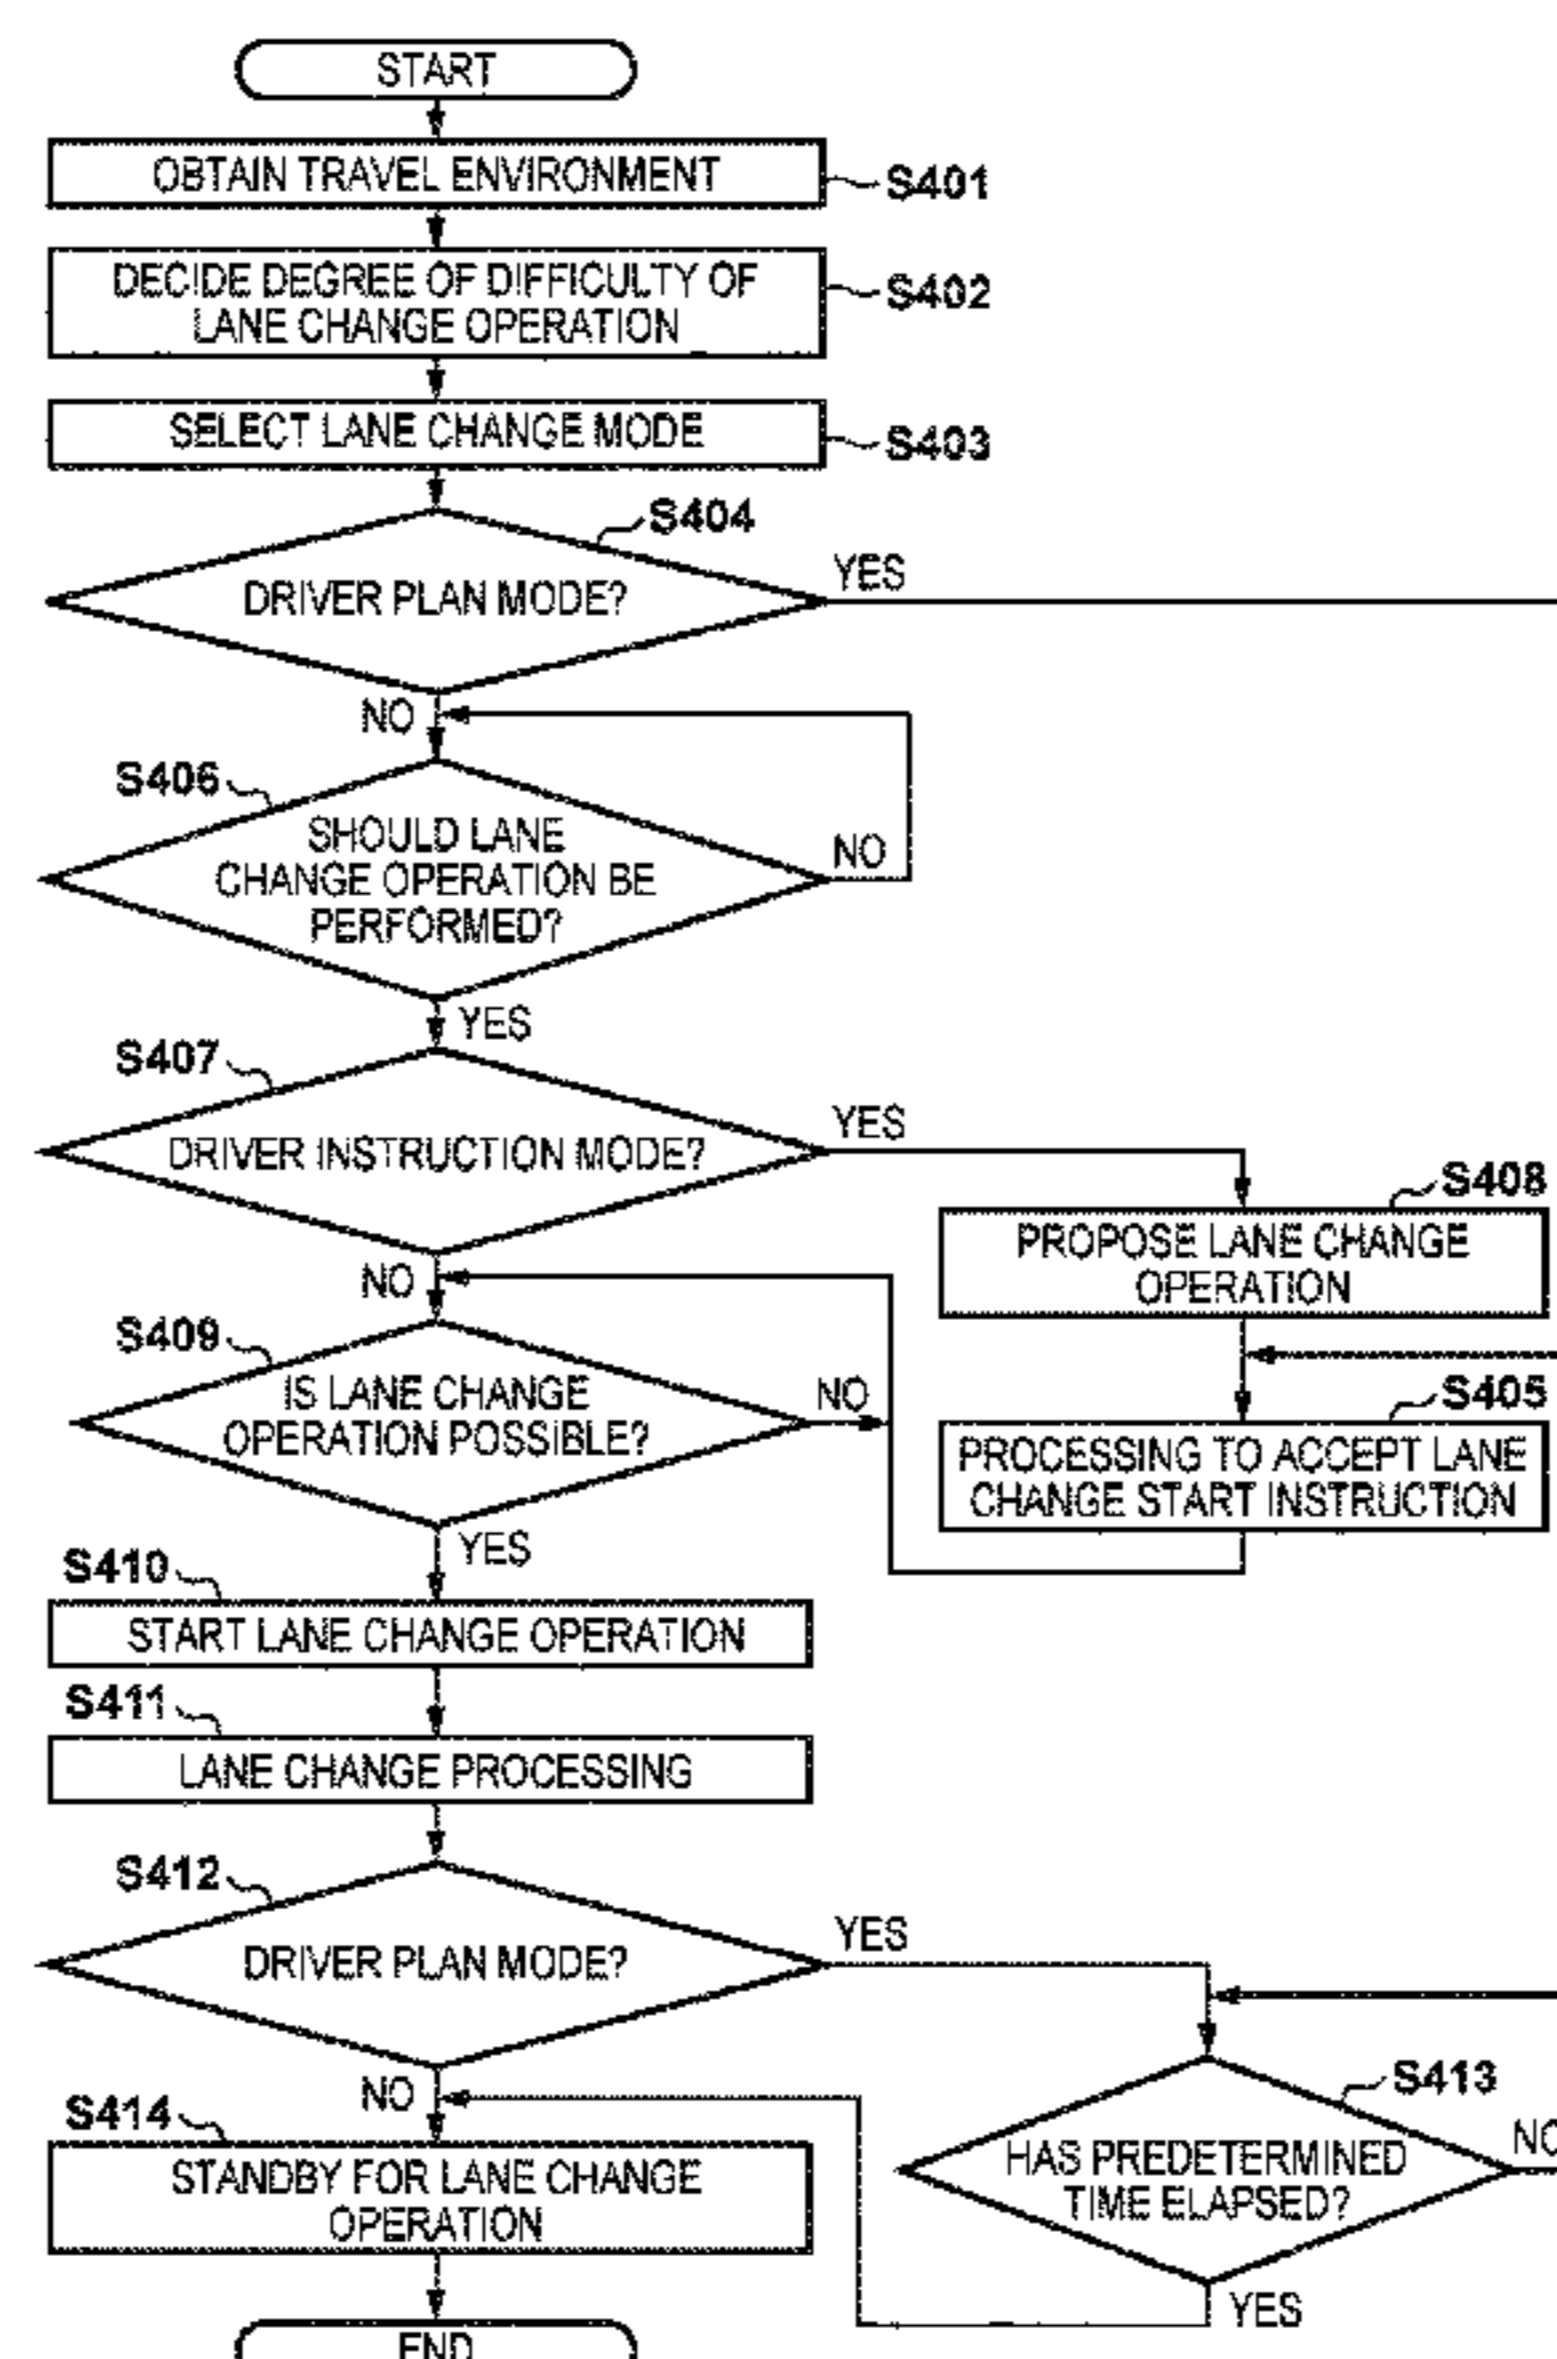 START
OBTAIN TRAVEL ENVIRONMENT
S401
DECIDE DEGREE OF DIFFICULTY OF
LANE CHANGE OPERATION
S402
SELECT LANE CHANGE MODE
S403
S404
DRIVER PLAN MODE?
YES
NO
S406
SHOULD LANE
CHANGE OPERATION BE
PERFORMED?
NO
YES
S407
DRIVER INSTRUCTION MODE?
YES
S408
PROPOSE LANE CHANGE
OPERATION
NO
S409
IS LANE CHANGE
OPERATION POSSIBLE?
NO
S405
PROCESSING TO ACCEPT LANE
CHANGE START INSTRUCTION
YES
S410
START LANE CHANGE OPERATION
S411
LANE CHANGE PROCESSING
S412
DRIVER PLAN MODE?
YES
NO
S413
HAS PREDETERMINED
TIME ELAPSED?
NO
YES
S414
STANDBY FOR LANE CHANGE
OPERATION
END